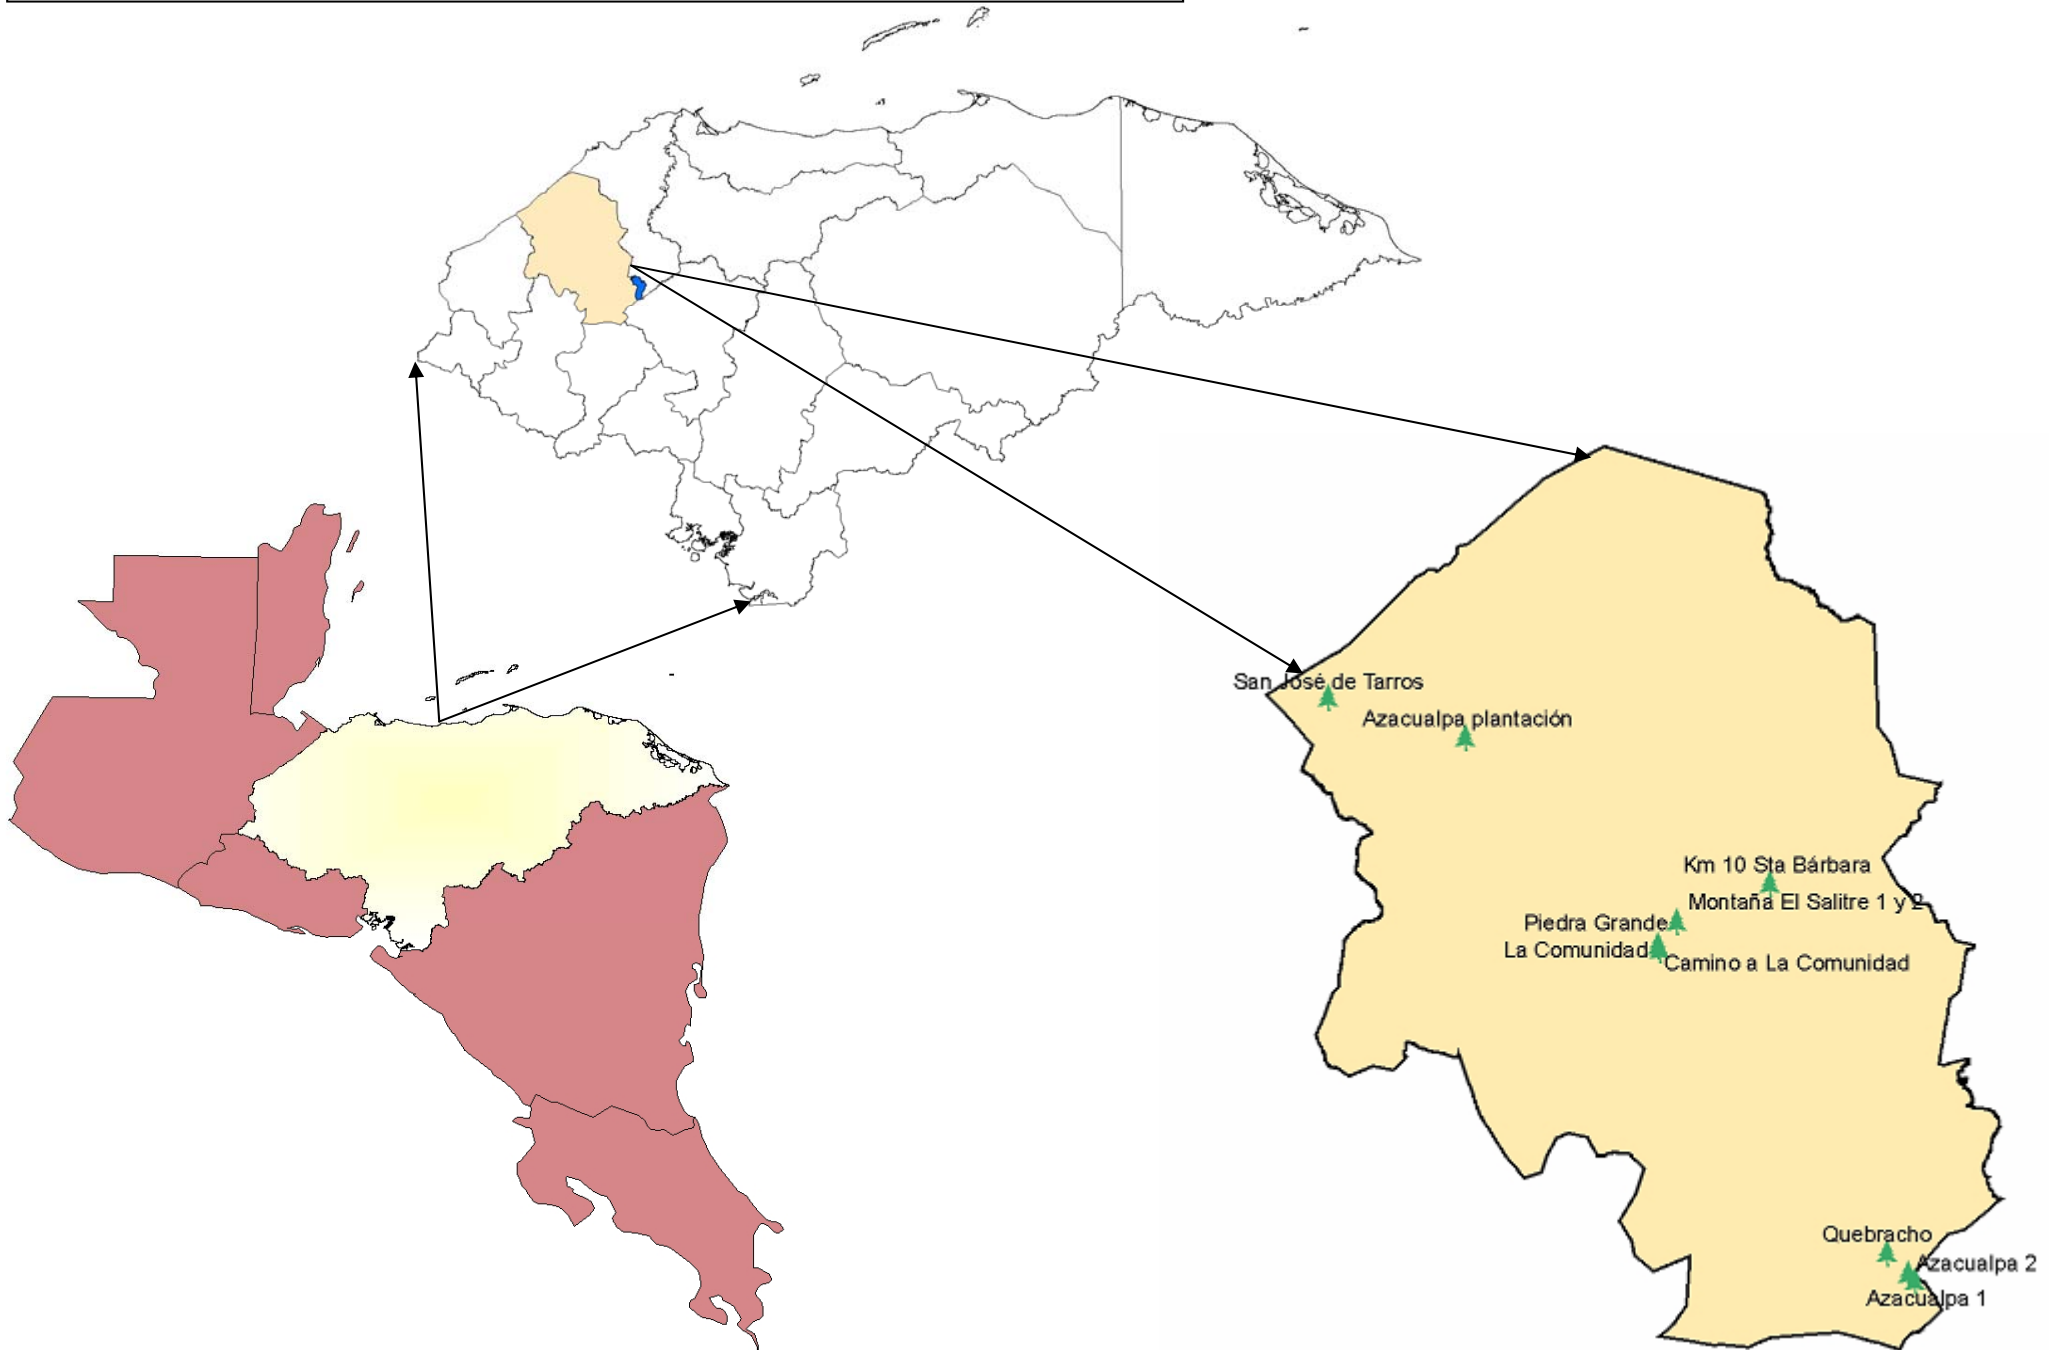 San José de Tarros
Azacualpa plantación
Km 10 Sta Bárbara
Montaña El Salitre 1 y 2
Piedra Grande
La Comunidad
Camino a La Comunidad
Quebracho
Azacualpa 2
Azacualpa 1